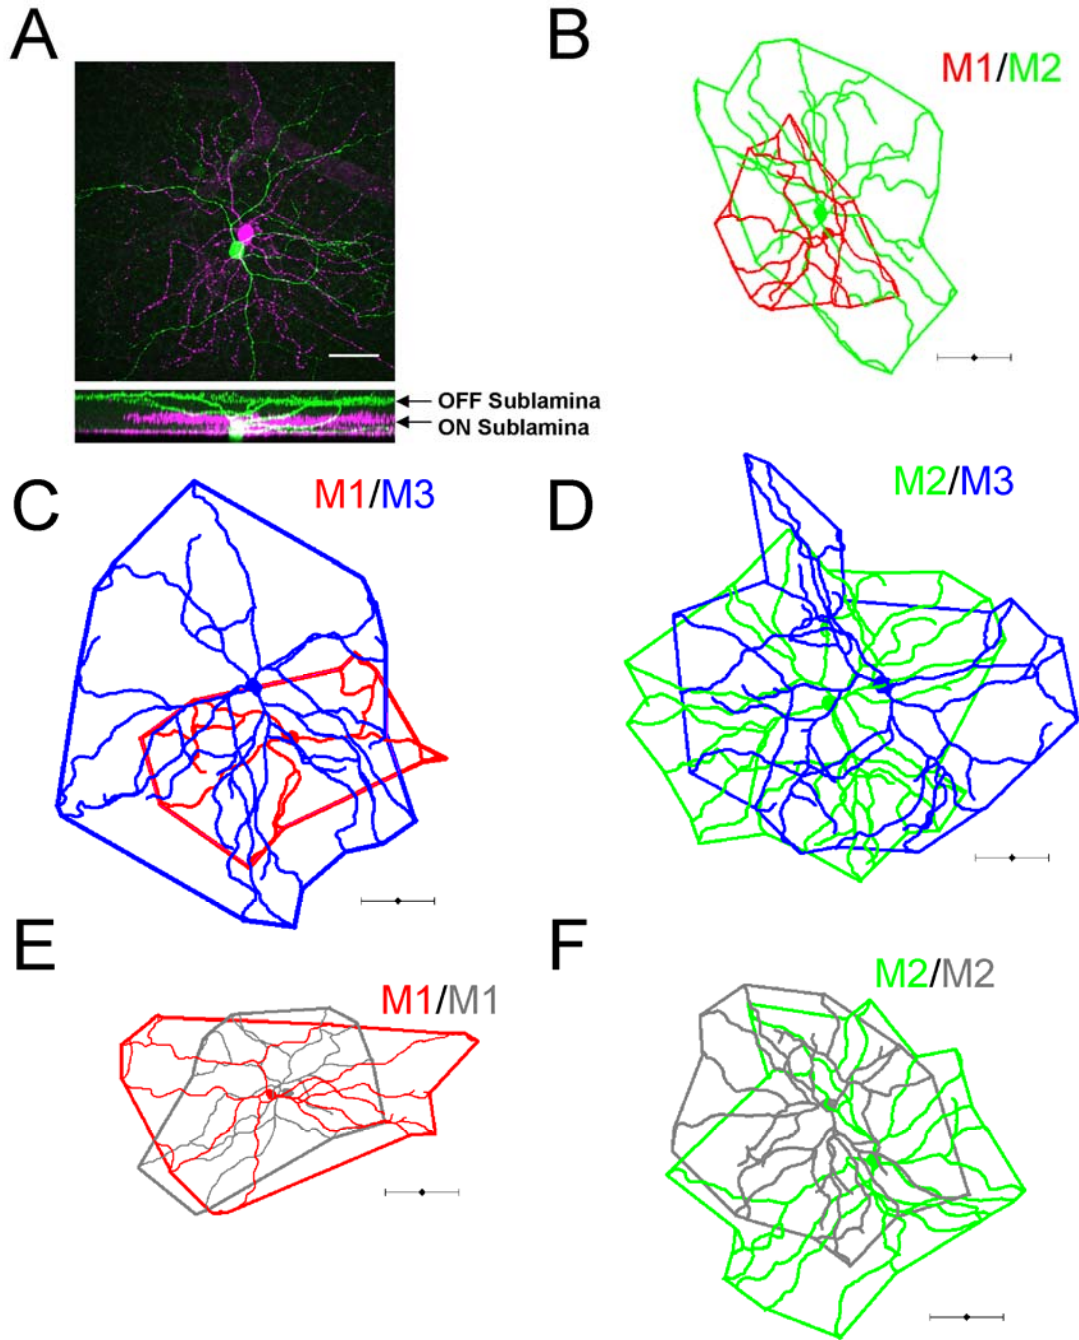 A
OFF Sublamina
ON Sublamina
B
M1/M2
C
M1/M3
D
M2/M3
E
M1/M1
F
M2/M2